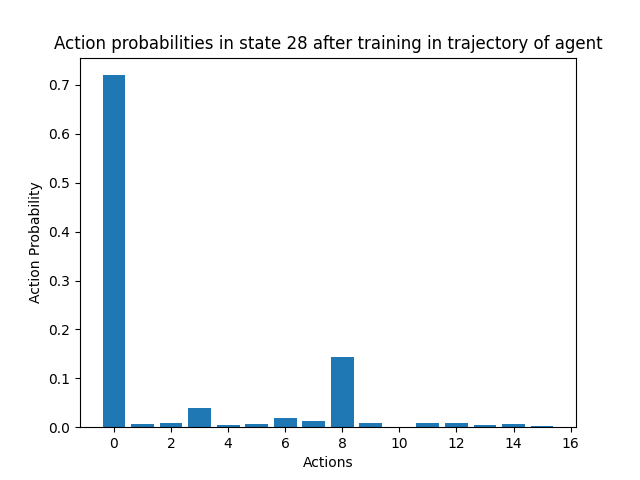 Action probabilities in state 28 after training in trajectory of agent
0.7
0.6
0.5
0.4
0.3
0.2
0.1
0.0
Action Probability
0 2 4 6 8 10 12 14 16
Actions